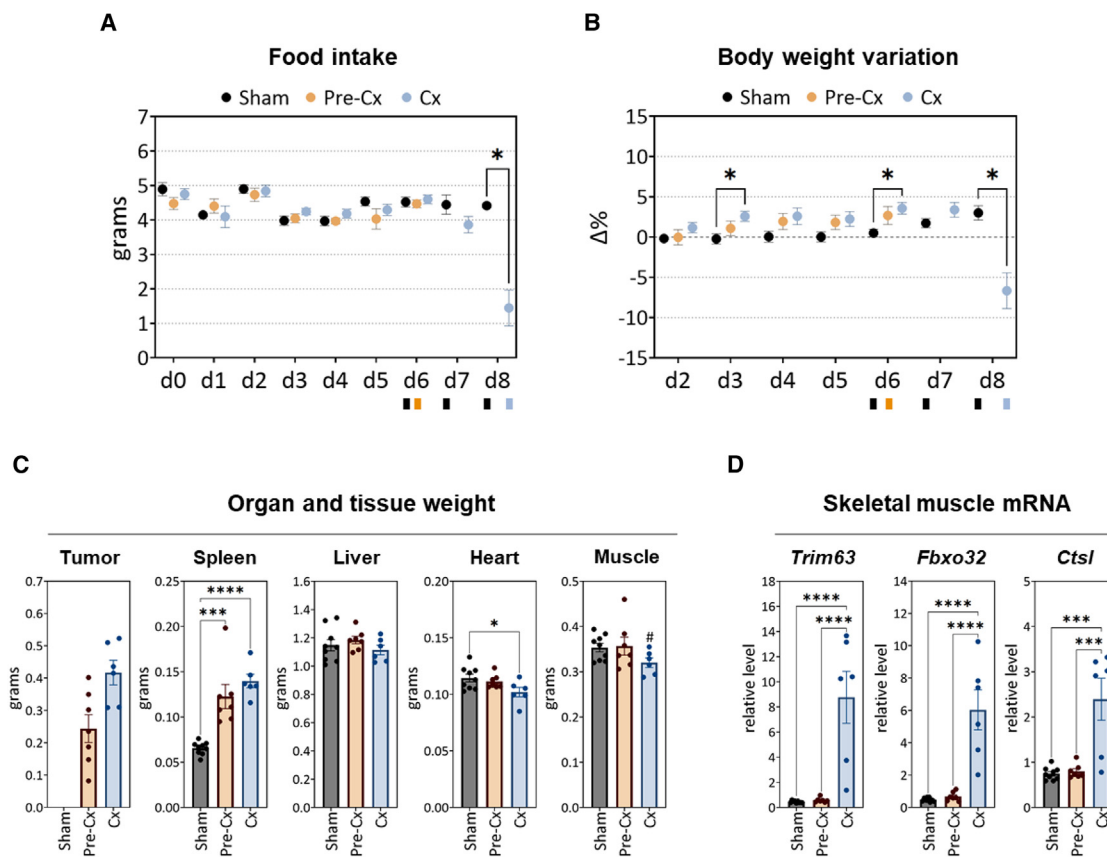 A
Food intake
Sham Pre-Cx Cx
7
6
5
4
3
2
1
0
grams
*
d0 d1 d2 d3 d4 d5 d6 d7 d8
B
Body weight variation
Sham Pre-Cx Cx
15
10
5
0
-5
-10
-15
Δ%
* * *
d2 d3 d4 d5 d6 d7 d8
C
Organ and tissue weight
Tumor
0.7
0.6
0.5
0.4
0.3
0.2
0.1
0.0
grams
Sham
Pre-Cx
Cx
Spleen
0.25
0.20
0.15
0.10
0.05
0.00
grams
****
***
Sham
Pre-Cx
Cx
Liver
1.6
1.4
1.2
1.0
0.8
0.6
0.4
0.2
0.0
grams
Sham
Pre-Cx
Cx
Heart
0.20
0.15
0.10
0.05
0.00
grams
*
Sham
Pre-Cx
Cx
Muscle
0.5
0.4
0.3
0.2
0.1
0.0
grams
#
Sham
Pre-Cx
Cx
D
Skeletal muscle mRNA
Trim63
18
16
14
12
10
8
6
4
2
0
relative level
****
****
Sham
Pre-Cx
Cx
Fbxo32
14
12
10
8
6
4
2
0
relative level
****
****
Sham
Pre-Cx
Cx
Ctsl
5
4
3
2
1
0
relative level
***
***
Sham
Pre-Cx
Cx